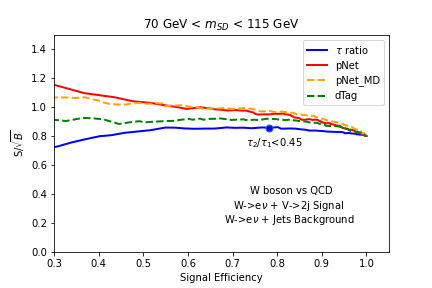 70 GeV < m_SD < 115 GeV
τ ratio
pNet
pNet_MD
dTag
S/√B
1.4
1.2
1.0
0.8
0.6
0.4
0.2
0.0
τ₂/τ₁<0.45
W boson vs QCD
W->eν + V->2j Signal
W->eν + Jets Background
0.3 0.4 0.5 0.6 0.7 0.8 0.9 1.0
Signal Efficiency